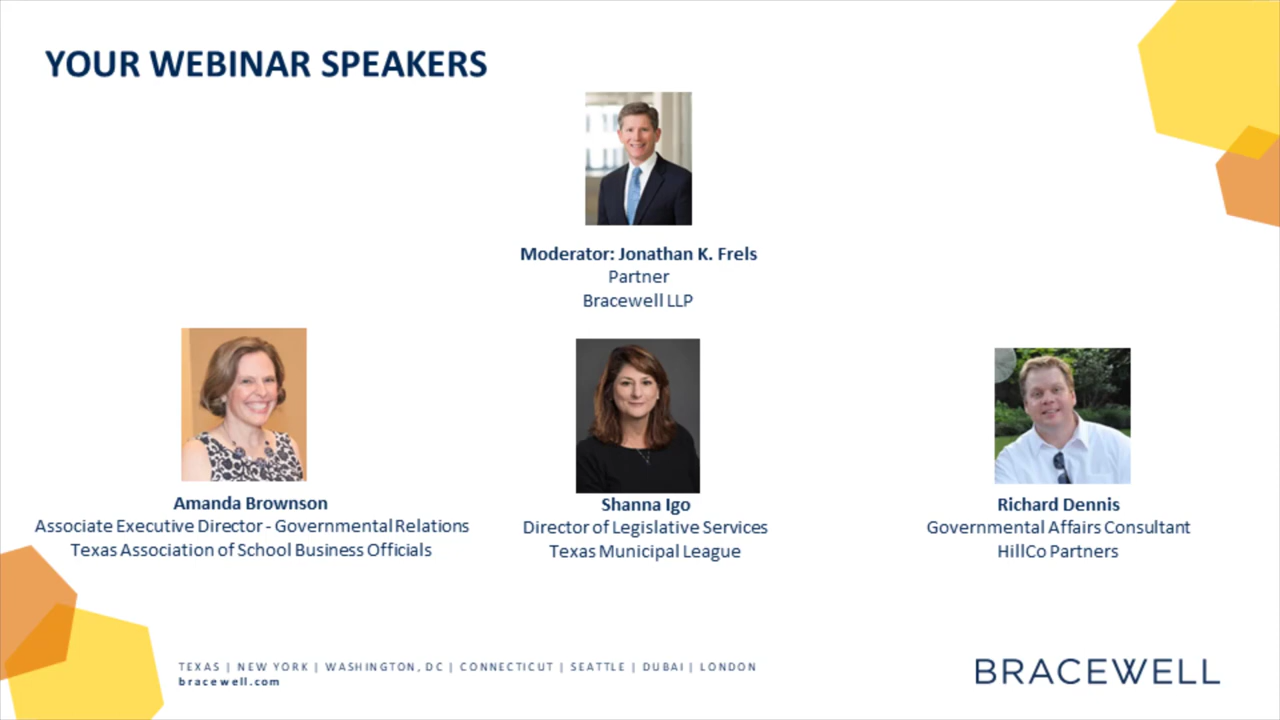 YOUR WEBINAR SPEAKERS
Moderator: Jonathan K. Frels
Partner
Bracewell LLP
Amanda Brownson
Associate Executive Director - Governmental Relations
Texas Association of School Business Officials
Shanna Igo
Director of Legislative Services
Texas Municipal League
Richard Dennis
Governmental Affairs Consultant
HillCo Partners
TEXAS | NEW YORK | WASHINGTON, DC | CONNECTICUT | SEATTLE | DUBAI | LONDON
bracewell.com
BRACEWELL